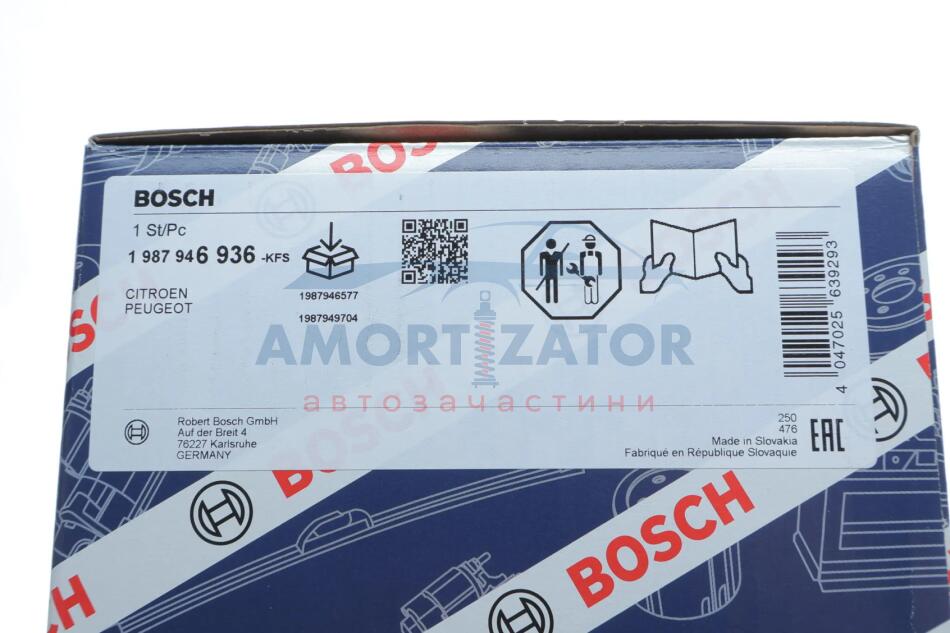 BOSCH
BOSCH
1 St/Pc
1 987 946 936 -KFS
CITROEN
PEUGEOT
1987946577
1987949704
4 047025 639293
AMORTIZATOR
автозапчастини
BOSCH
Robert Bosch GmbH
Auf der Breit 4
76227 Karlsruhe
GERMANY
250
476
Made in Slovakia
Fabriqué en République Slovaquie
EAC
BOSCH